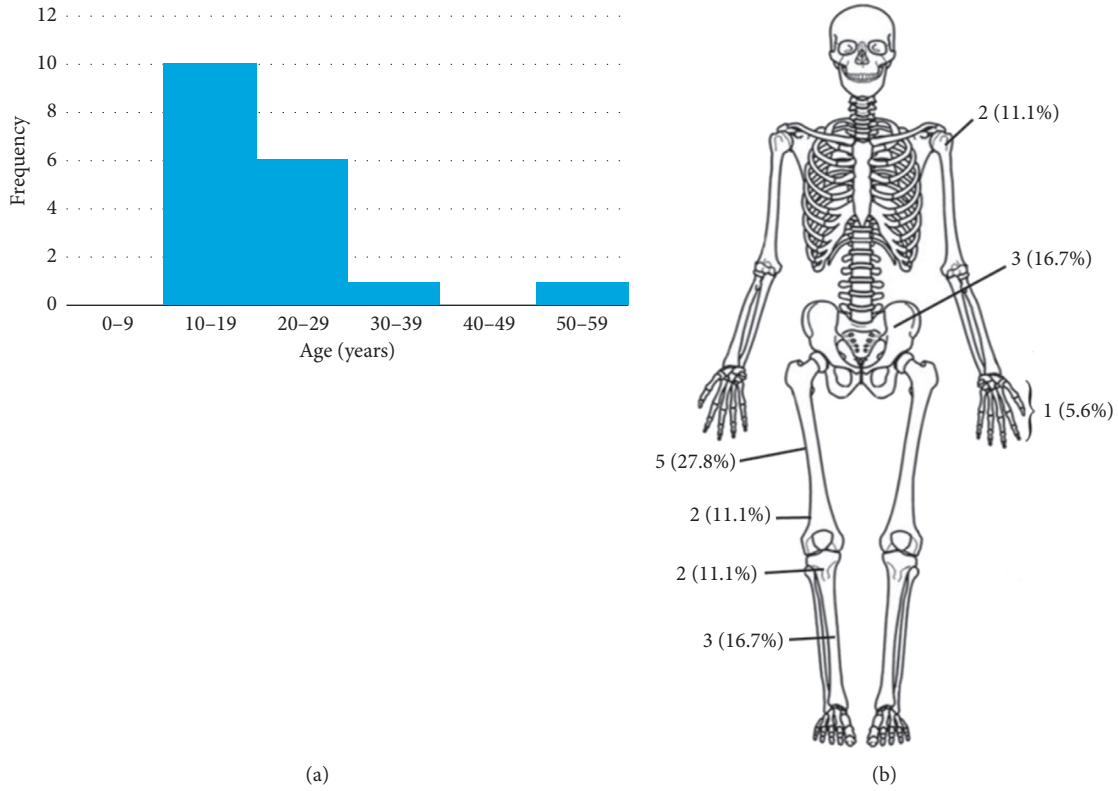 12
10
8
6
4
2
0
Frequency
0–9 10–19 20–29 30–39 40–49 50–59
Age (years)
(a)
2 (11.1%)
3 (16.7%)
1 (5.6%)
5 (27.8%)
2 (11.1%)
2 (11.1%)
3 (16.7%)
(b)